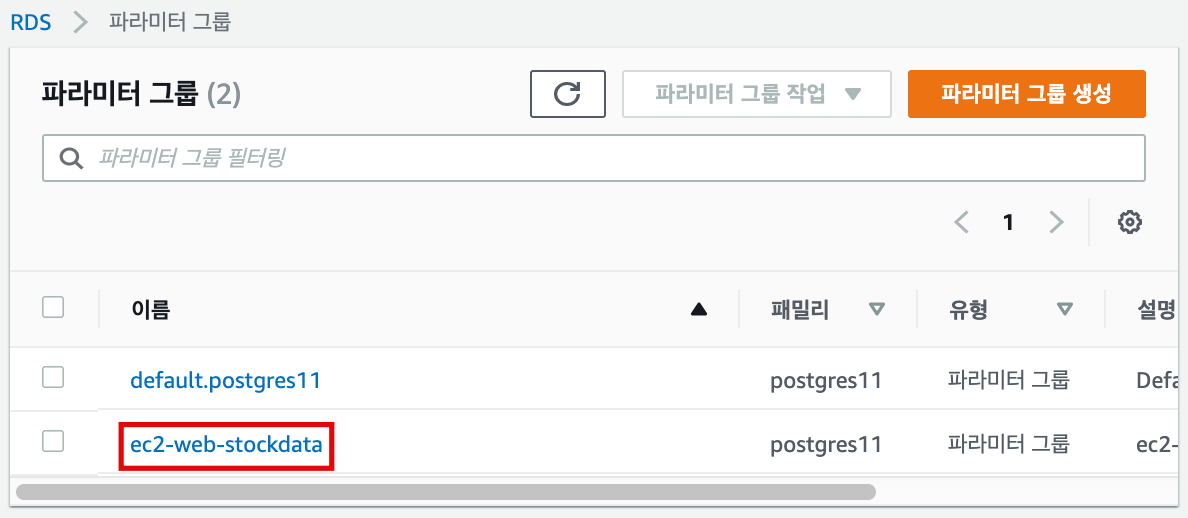 RDS > 파라미터 그룹
파라미터 그룹 (2) 파라미터 그룹 작업 파라미터 그룹 생성
파라미터 그룹 필터링
1
이름 패밀리 유형 설명
default.postgres11 postgres11 파라미터 그룹 Defa
ec2-web-stockdata postgres11 파라미터 그룹 ec2-